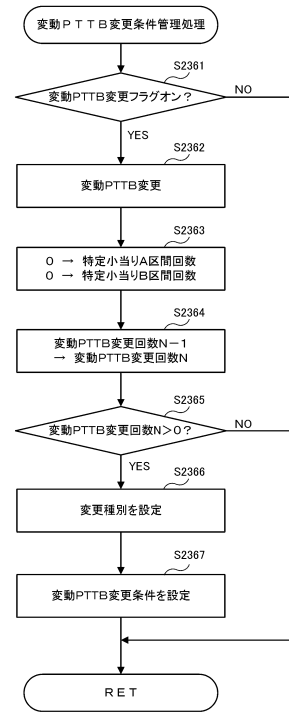 変動ＰＴＴＢ変更条件管理処理
S2361
変動PTTB変更フラグオン？
NO
YES
S2362
変動PTTB変更
S2363
０ → 特定小当りA区間回数
０ → 特定小当りB区間回数
S2364
変動PTTB変更回数N－1
→ 変動PTTB変更回数N
S2365
変動PTTB変更回数N＞0？
NO
YES
S2366
変更種別を設定
S2367
変動PTTB変更条件を設定
ＲＥＴ